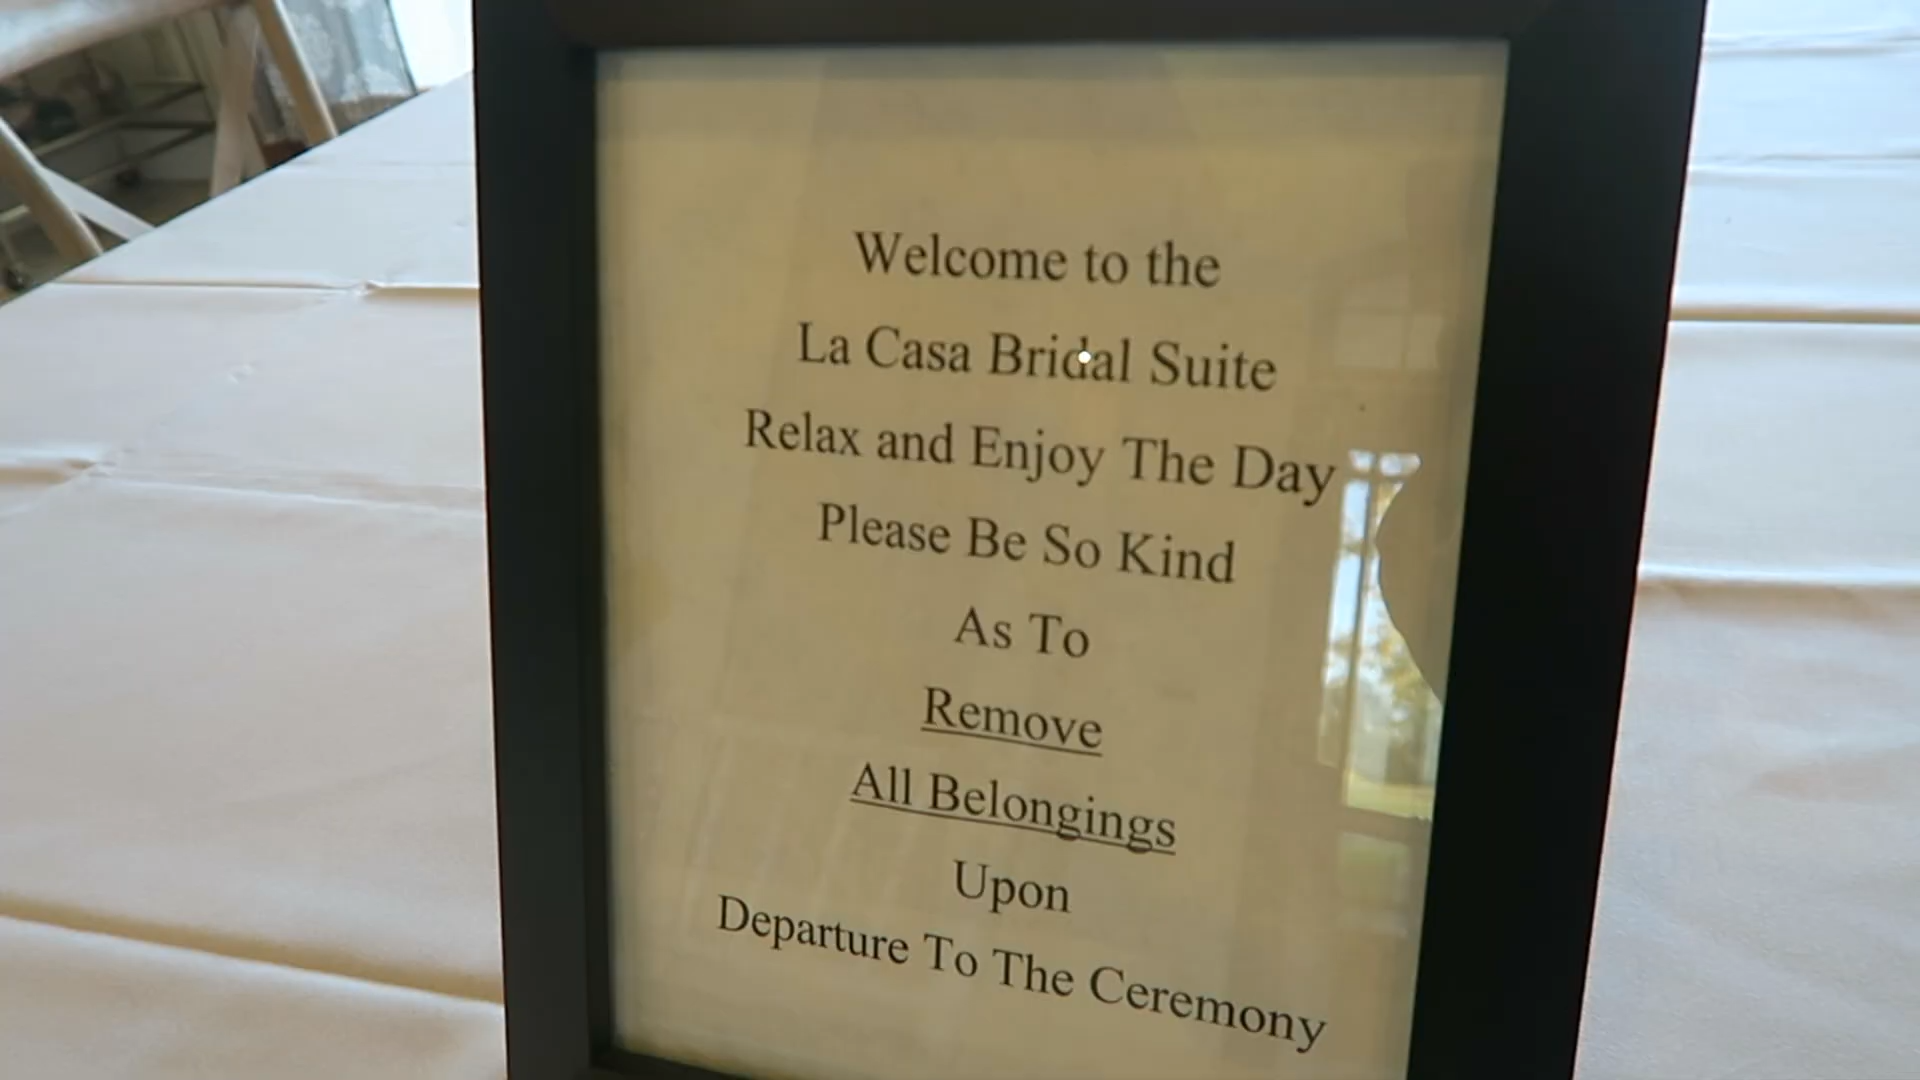 Welcome to the
La Casa Bridal Suite
Relax and Enjoy The Day
Please Be So Kind
As To
Remove
All Belongings
Upon
Departure To The Ceremony